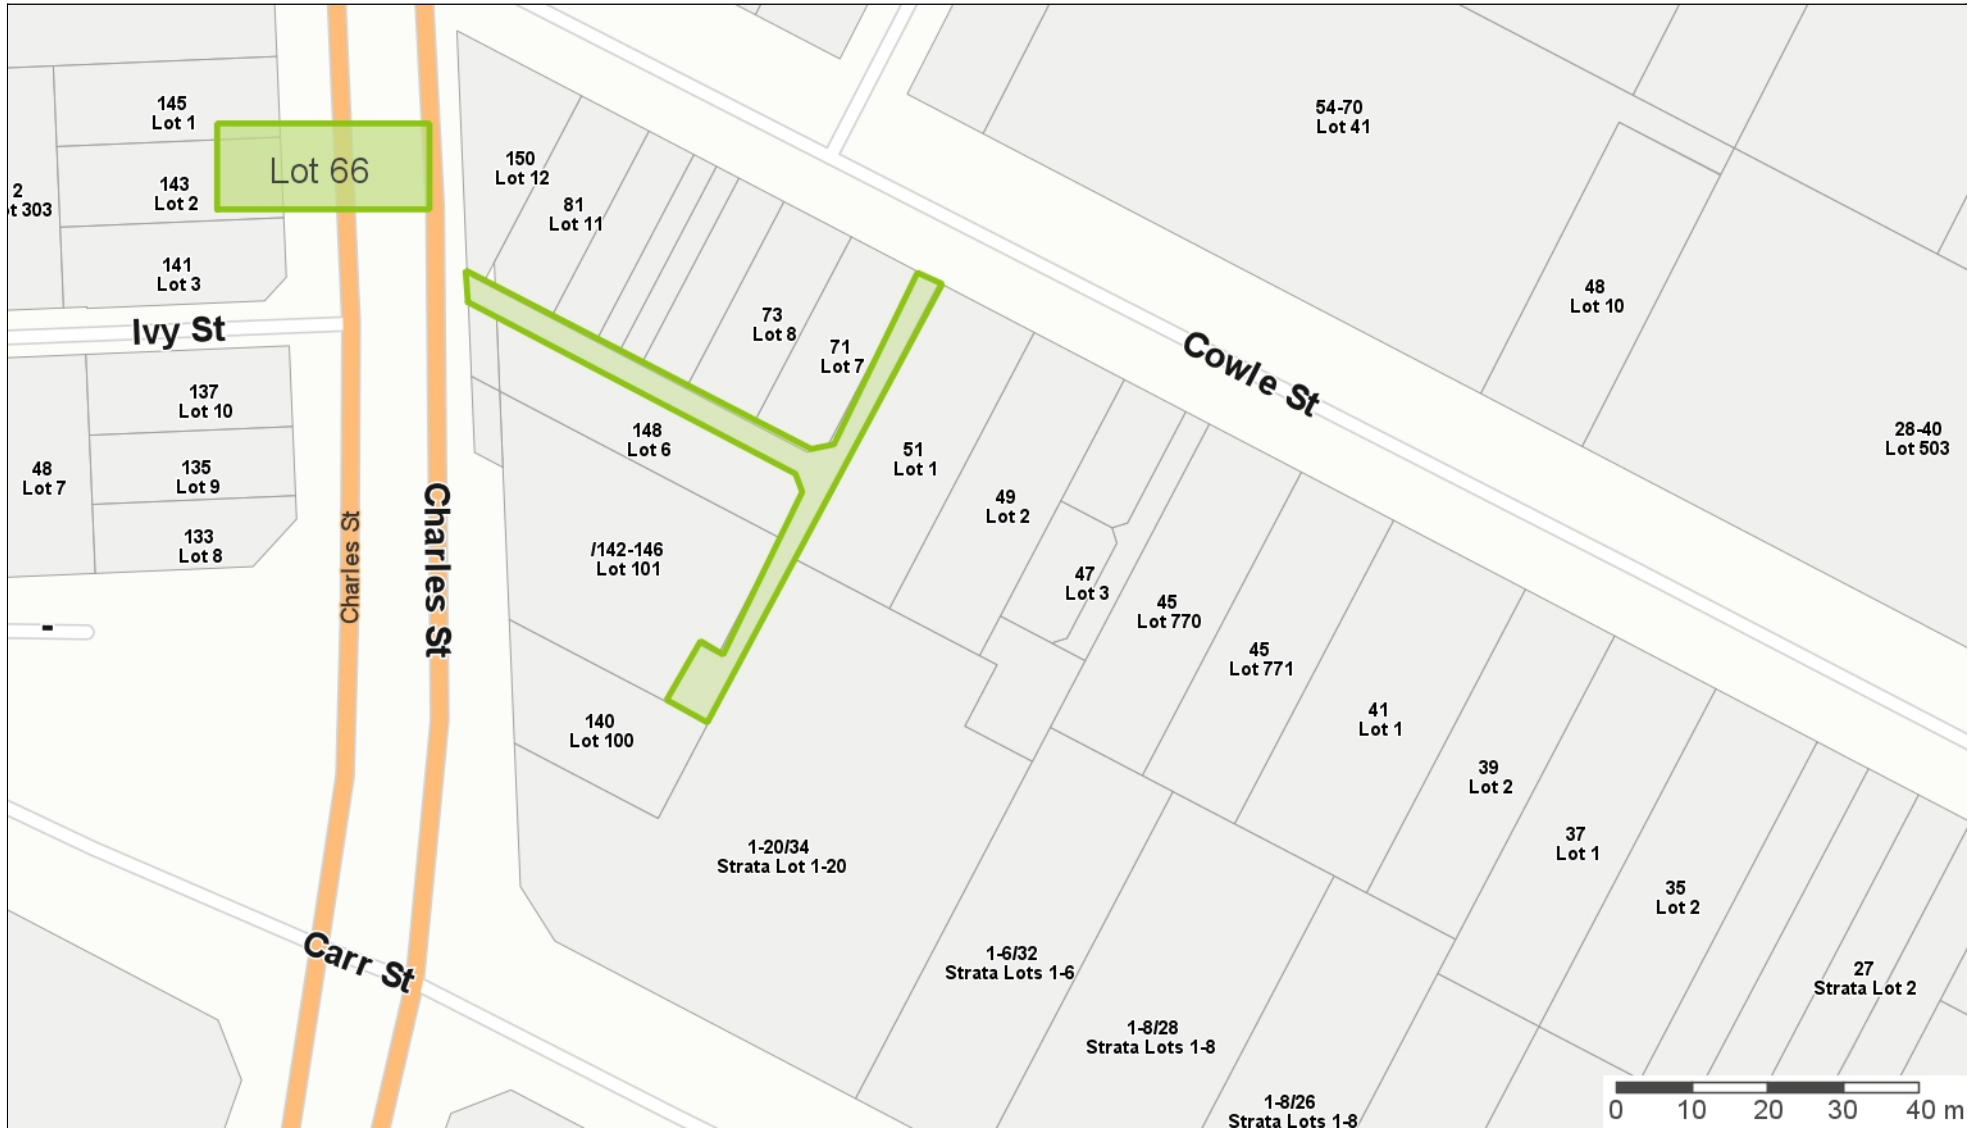 145
Lot 1
Lot 66
143
Lot 2
2
ot 303
141
Lot 3
150
Lot 12
81
Lot 11
54-70
Lot 41
48
Lot 10
Ivy St
73
Lot 8
71
Lot 7
Cowle St
137
Lot 10
148
Lot 6
51
Lot 1
28-40
Lot 503
48
Lot 7
135
Lot 9
49
Lot 2
133
Lot 8
Charles St
Charles St
/142-146
Lot 101
47
Lot 3
45
Lot 770
45
Lot 771
-
140
Lot 100
41
Lot 1
39
Lot 2
37
Lot 1
1-20/34
Strata Lot 1-20
35
Lot 2
Carr St
1-6/32
Strata Lots 1-6
27
Strata Lot 2
1-8/28
Strata Lots 1-8
1-8/26
Strata Lots 1-8
0 10 20 30 40 m